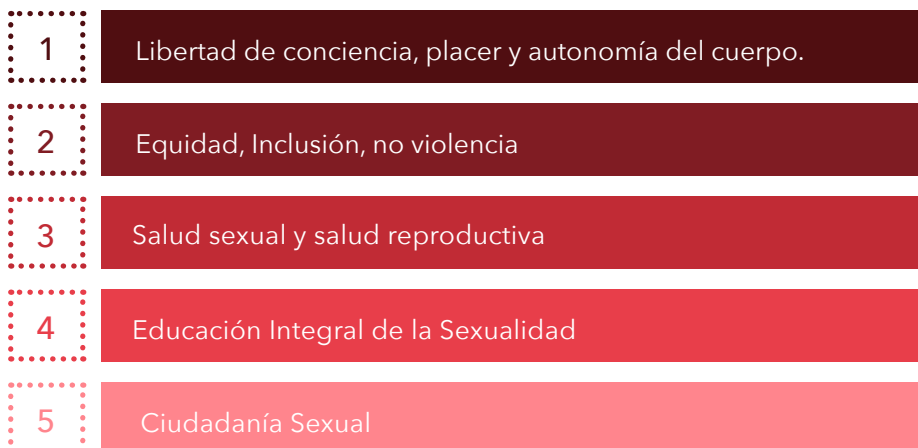 1 Libertad de conciencia, placer y autonomía del cuerpo.
2 Equidad, Inclusión, no violencia
3 Salud sexual y salud reproductiva
4 Educación Integral de la Sexualidad
5 Ciudadanía Sexual